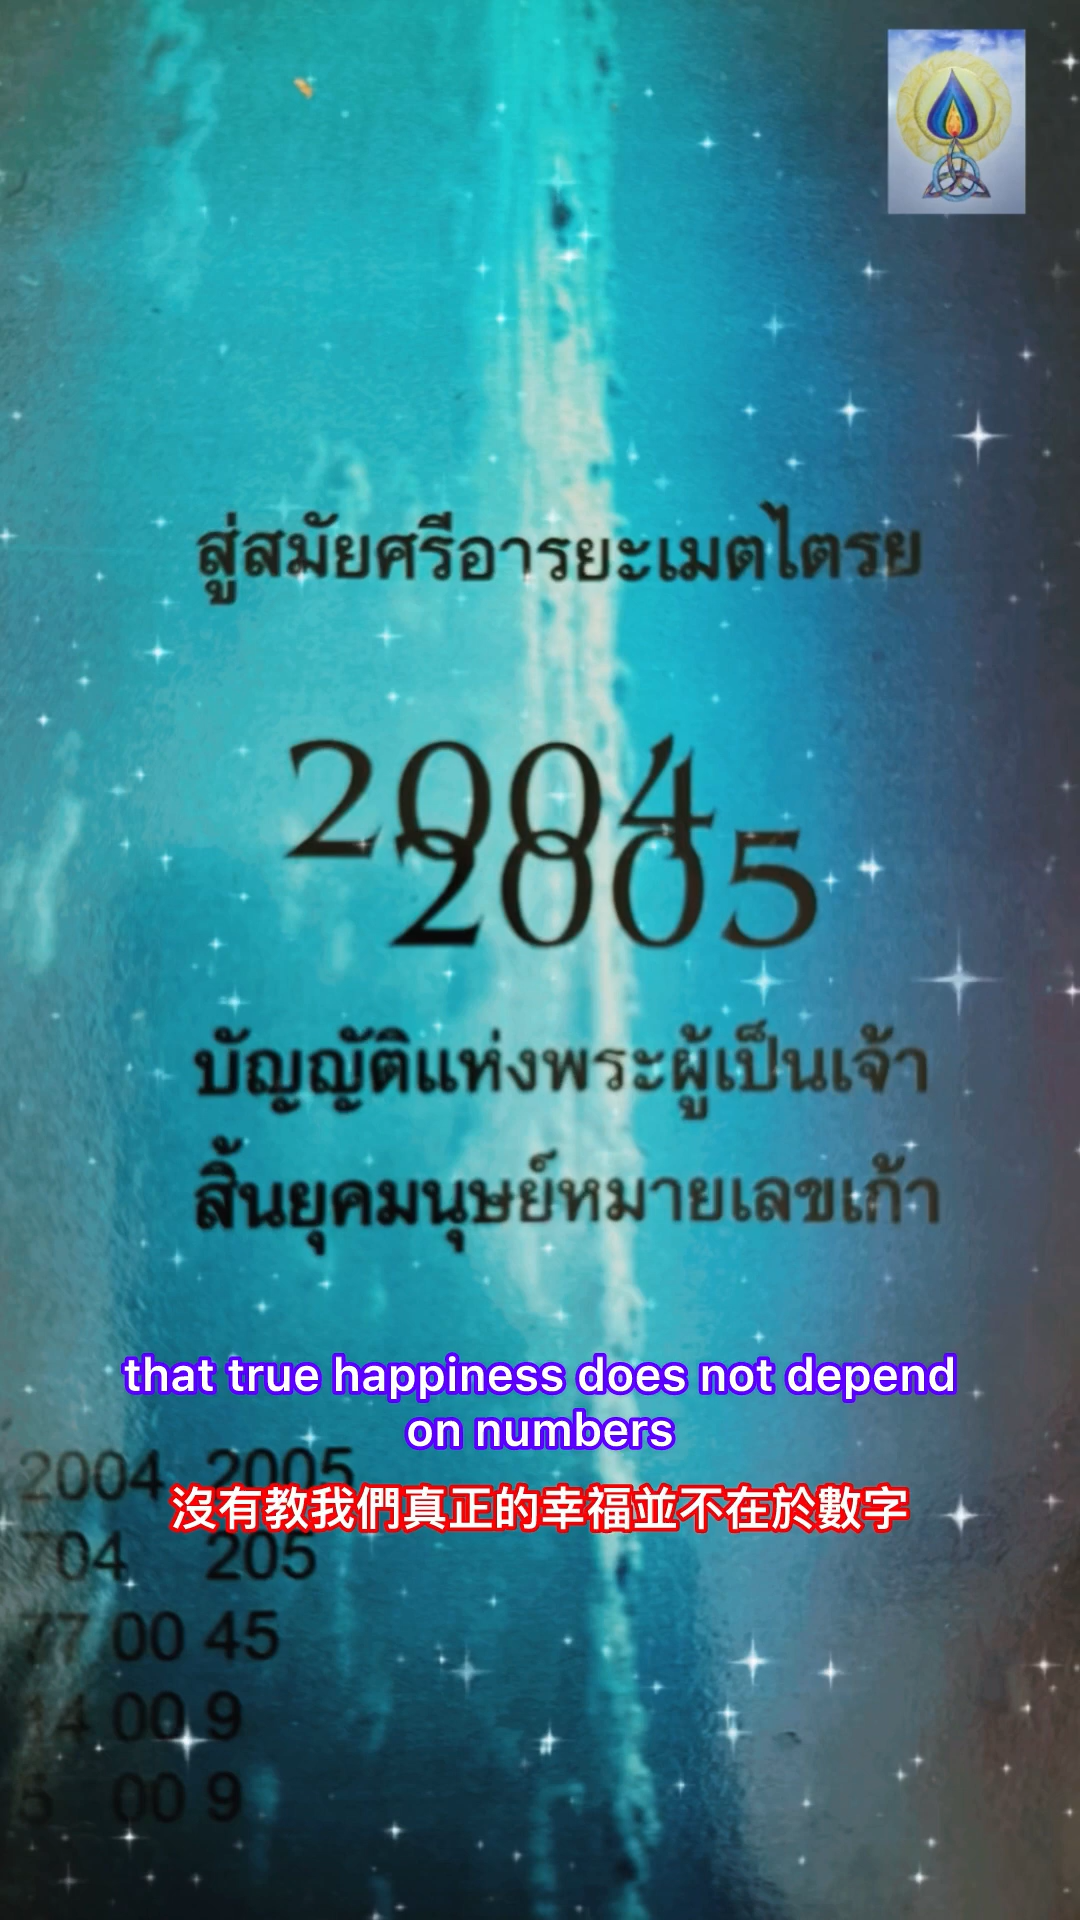 สู่สมัยศรีอารยะเมตไตรย
2004
2005
บัญญัติแห่งพระผู้เป็นเจ้า
สิ้นยุคมนุษย์หมายเลขเก้า
that true happiness does not depend
on numbers
2004 2005
沒有教我們真正的幸福並不在於數字
704 205
77 00 45
14 00 9
5 00 9